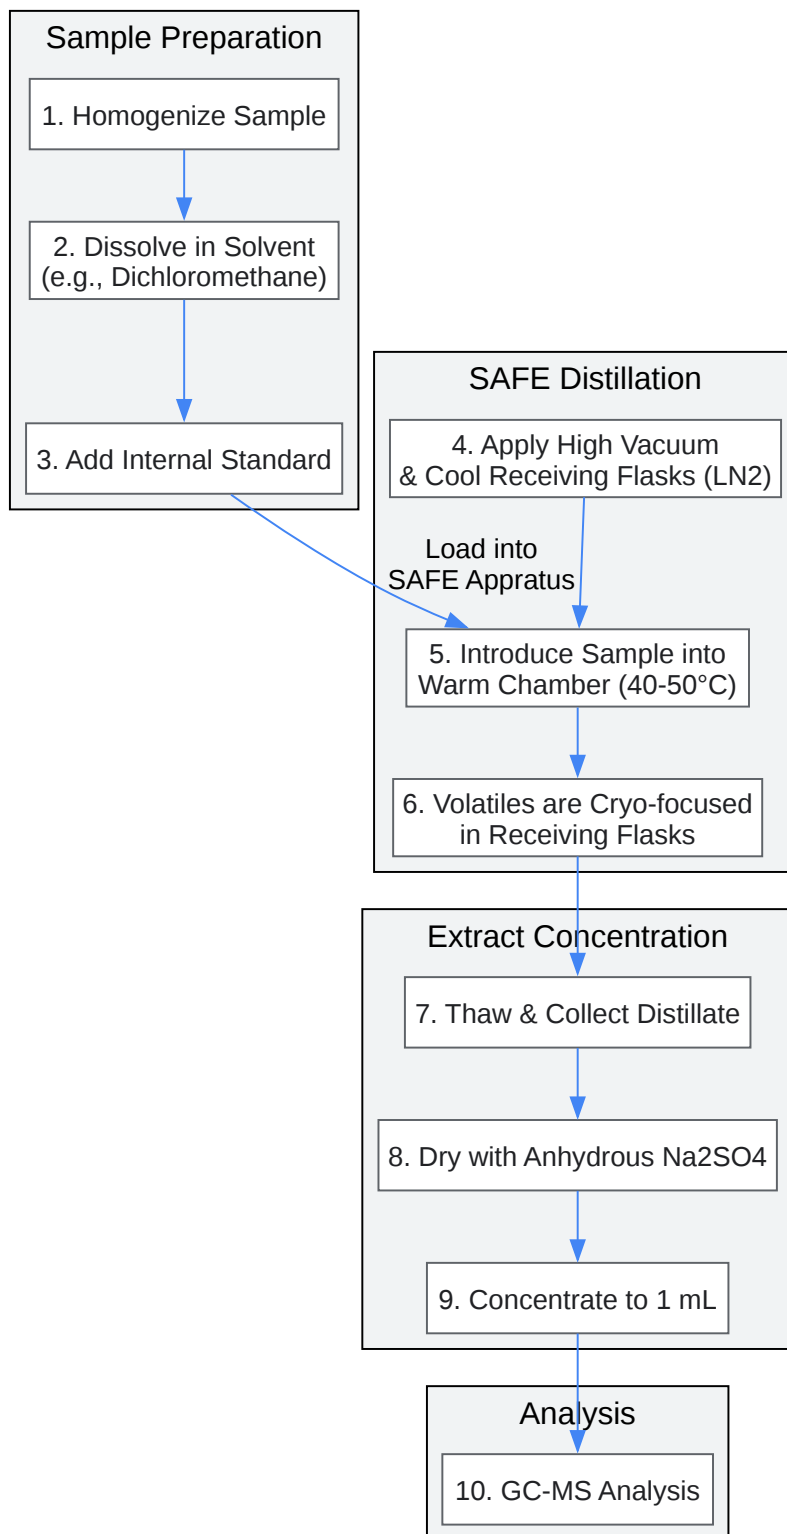 Sample Preparation
1. Homogenize Sample
2. Dissolve in Solvent
(e.g., Dichloromethane)
3. Add Internal Standard
SAFE Distillation
4. Apply High Vacuum
& Cool Receiving Flasks (LN2)
Load into
SAFE Appratus
5. Introduce Sample into
Warm Chamber (40-50°C)
6. Volatiles are Cryo-focused
in Receiving Flasks
Extract Concentration
7. Thaw & Collect Distillate
8. Dry with Anhydrous Na2SO4
9. Concentrate to 1 mL
Analysis
10. GC-MS Analysis